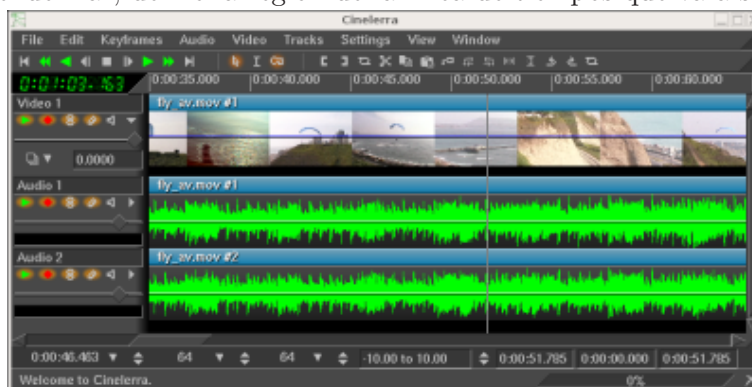 Cinelerra
File Edit Keyframes Audio Video Tracks Settings View Window
0:01:03.163 0:00:35.000 0:00:40.000 0:00:45.000 0:00:50.000 0:00:55.000 0:00:60.000
Video 1 fly_av.mov #1
0.0000
Audio 1 fly_av.mov #1
Audio 2 fly_av.mov #2
0:00:46.463 64 64 -10.00 to 10.00 0:00:51.785 0:00:00.000 0:00:51.785
Welcome to Cinelerra. 0%